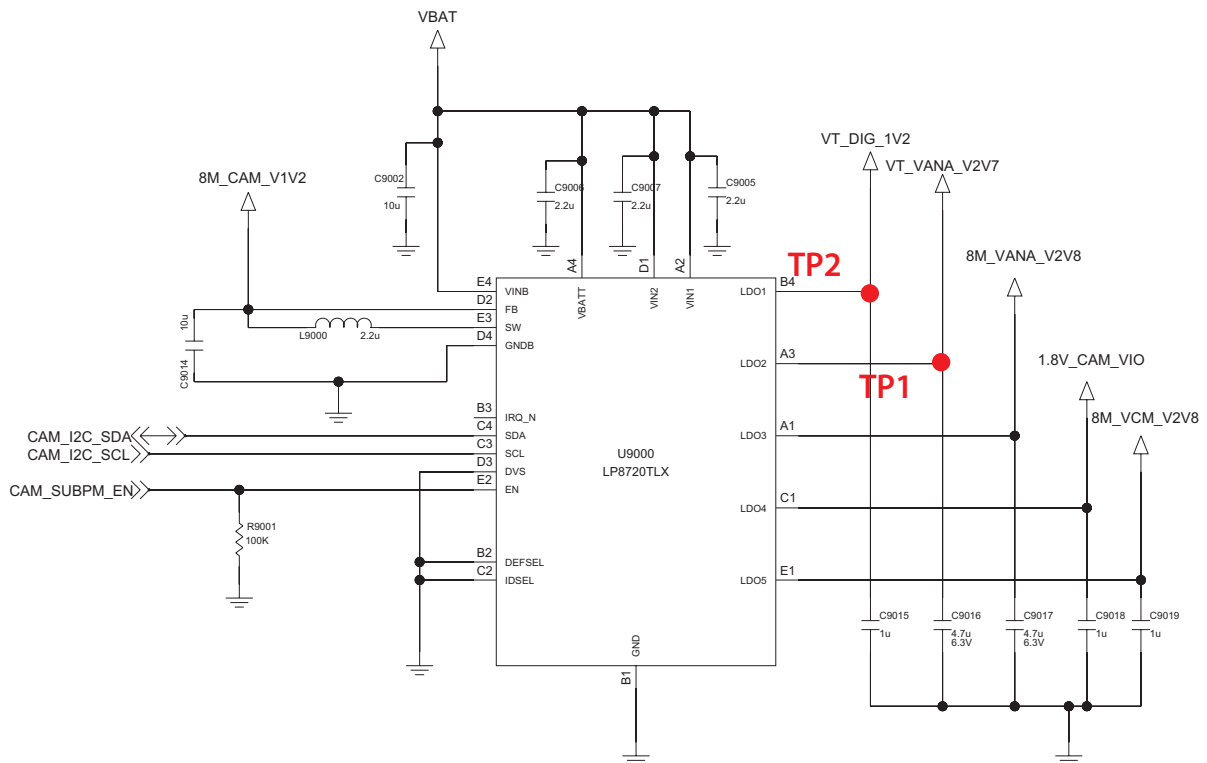 VBAT
VT_DIG_1V2
VT_VANA_V2V7
8M_CAM_V1V2
C9002
10u
C9006
2.2u
C9007
2.2u
C9005
2.2u
8M_VANA_V2V8
1.8V_CAM_VIO
8M_VCM_V2V8
TP2
TP1
A4
D1
A2
VBATT
VIN2
VIN1
E4
VINB
D2
FB
E3
SW
D4
GNDB
10u
C9014
L9000
2.2u
B4
LDO1
A3
LDO2
A1
LDO3
C1
LDO4
E1
LDO5
B3
IRQ_N
CAM_I2C_SDA
C4
SDA
CAM_I2C_SCL
C3
SCL
D3
DVS
CAM_SUBPM_EN
E2
EN
U9000
LP8720TLX
R9001
100K
B2
DEFSEL
C2
IDSEL
GND
B1
C9015
1u
C9016
4.7u
6.3V
C9017
4.7u
6.3V
C9018
1u
C9019
1u